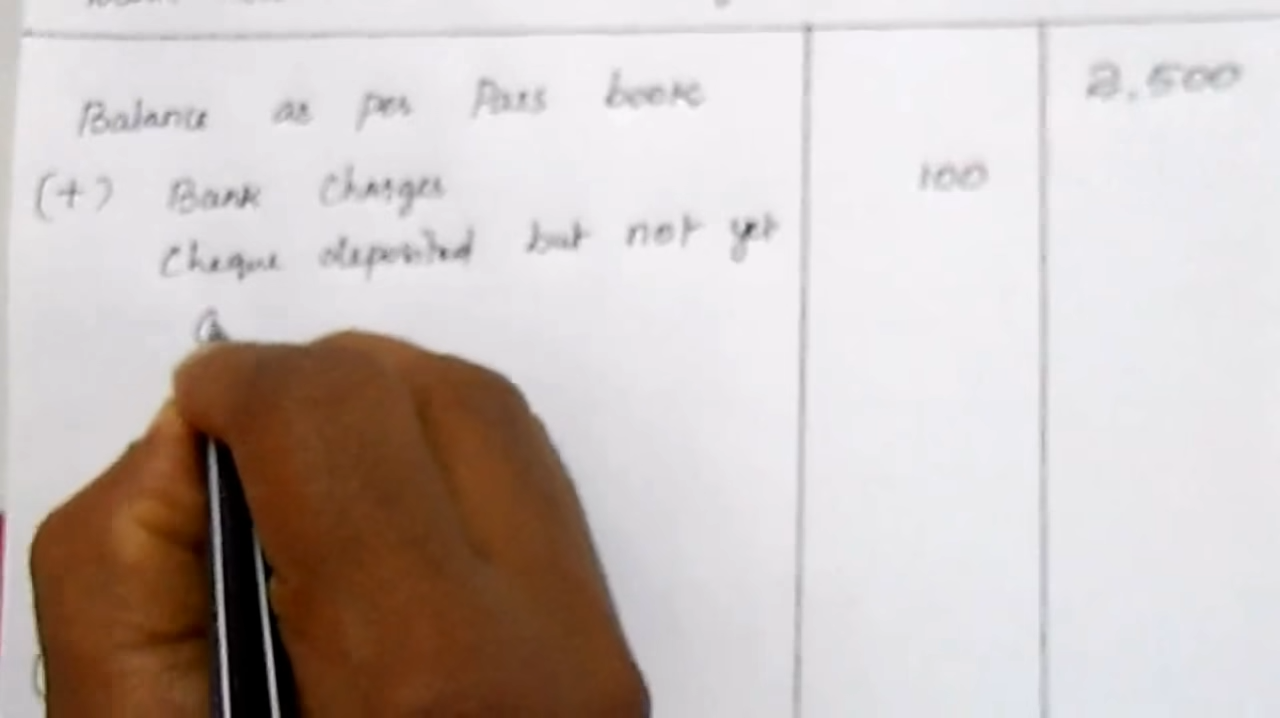 Balance as per Pass book 2,500
(+) Bank Charges 100
Cheque deposited but not yet